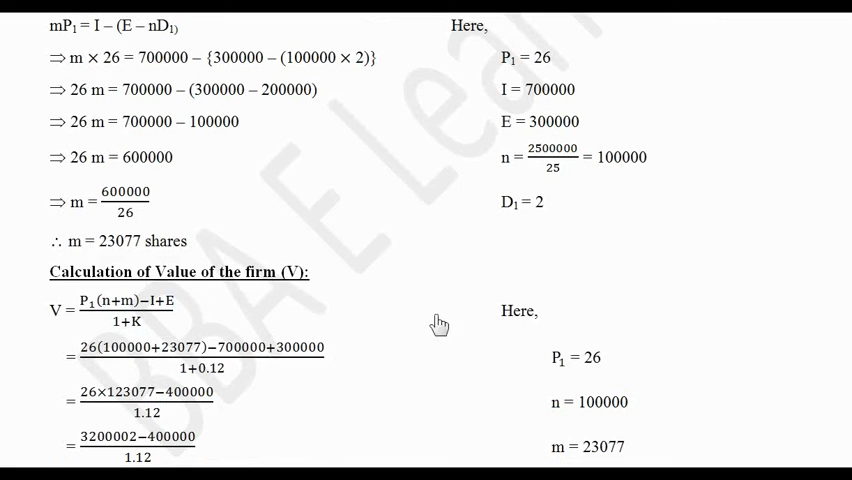 mP₁ = I – (E – nD₁)
⇒ m × 26 = 700000 – {300000 – (100000 × 2)}
⇒ 26 m = 700000 – (300000 – 200000)
⇒ 26 m = 700000 – 100000
⇒ 26 m = 600000
⇒ m = 600000/26
∴ m = 23077 shares
Here,
P₁ = 26
I = 700000
E = 300000
n = 2500000/25 = 100000
D₁ = 2
Calculation of Value of the firm (V):
V = P₁(n+m)−I+E/1+K
= 26(100000+23077)−700000+300000/1+0.12
= 26×123077−400000/1.12
= 3200002−400000/1.12
Here,
P₁ = 26
n = 100000
m = 23077
BBA E Lear